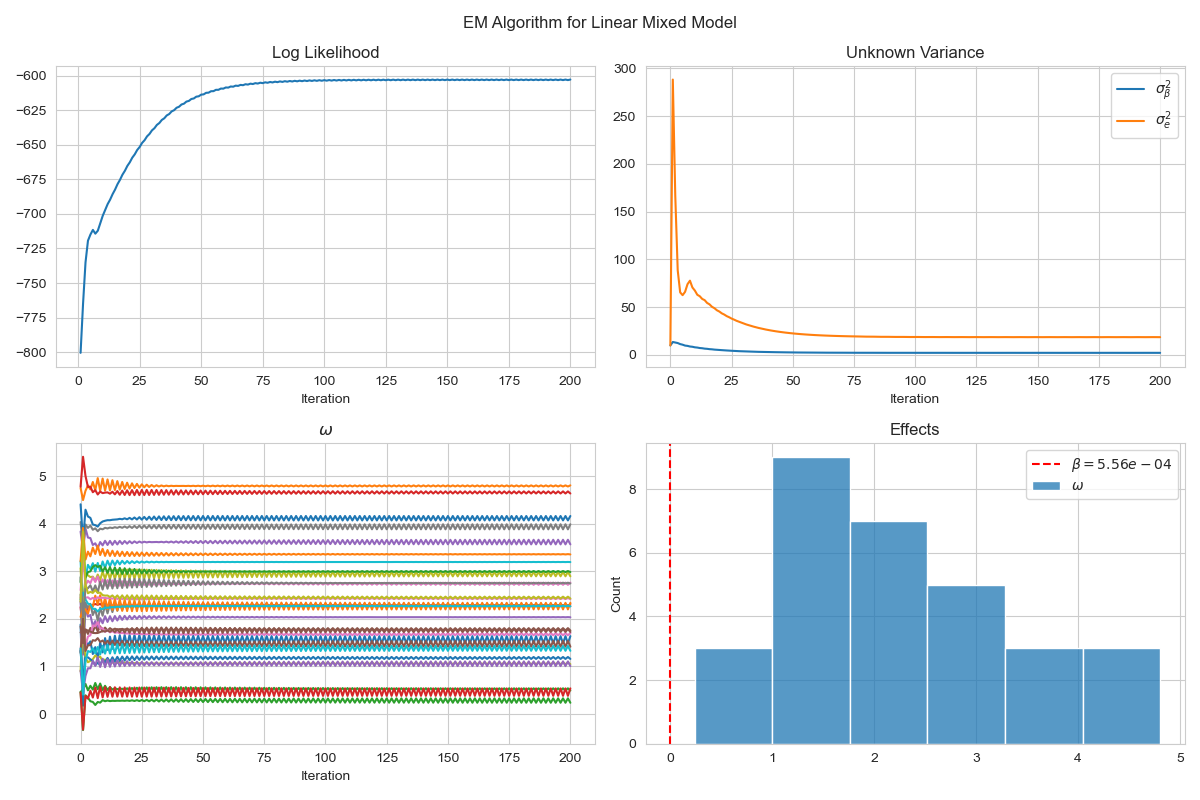 EM Algorithm for Linear Mixed Model
Log Likelihood
−600
−625
−650
−675
−700
−725
−750
−775
−800
0 25 50 75 100 125 150 175 200
Iteration
Unknown Variance
300
250
200
150
100
50
0
σ²_β
σ²_e
0 25 50 75 100 125 150 175 200
Iteration
ω
5
4
3
2
1
0
0 25 50 75 100 125 150 175 200
Iteration
Effects
Count
8
6
4
2
0
β = 5.56e − 04
ω
0 1 2 3 4 5